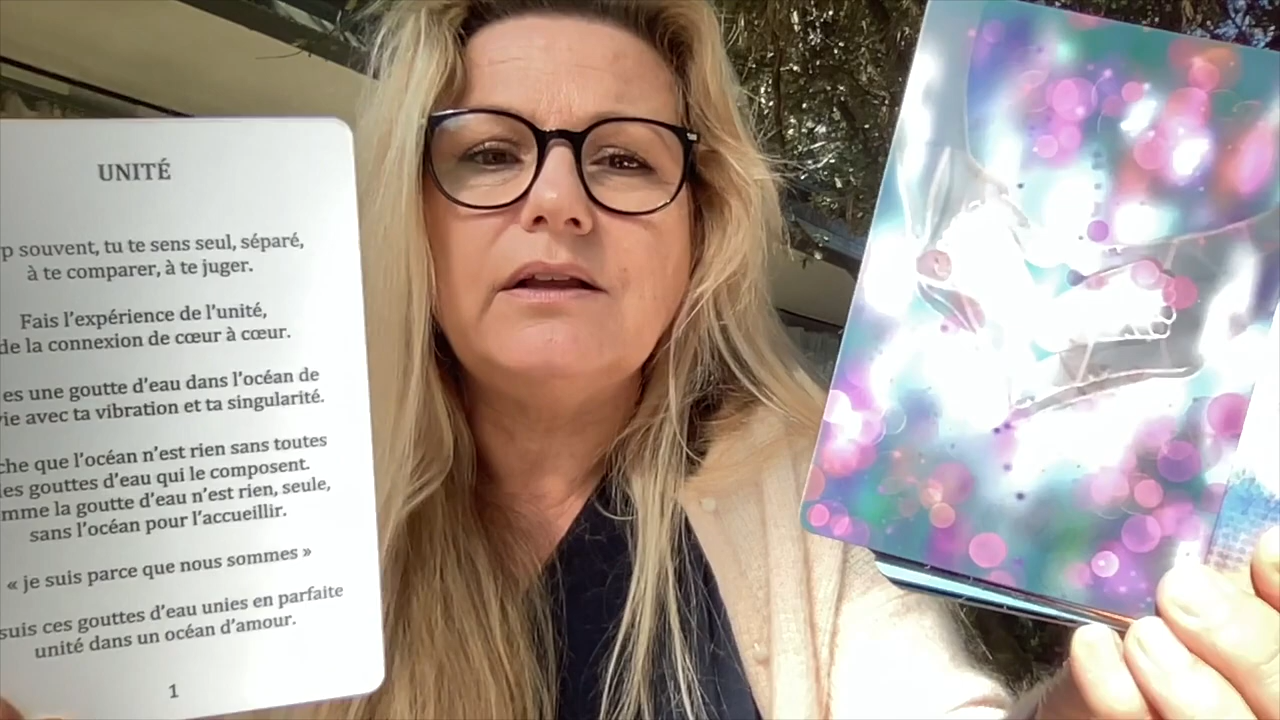 UNITÉ
souvent, tu te sens seul, séparé,
à te comparer, à te juger.
Fais l'expérience de l'unité,
de la connexion de cœur à cœur.
es une goutte d'eau dans l'océan de
avec ta vibration et ta singularité.
que l'océan n'est rien sans toutes
les gouttes d'eau qui le composent.
la goutte d'eau n'est rien, seule,
sans l'océan pour l'accueillir.
« je suis parce que nous sommes »
suis ces gouttes d'eau unies en parfaite
unité dans un océan d'amour.
1